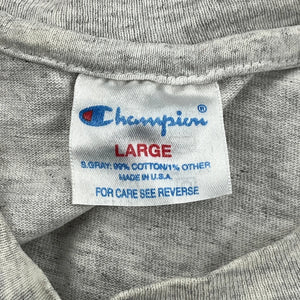 Champion®
LARGE
S.GRAY: 99% COTTON/1% OTHER
MADE IN U.S.A.
FOR CARE SEE REVERSE